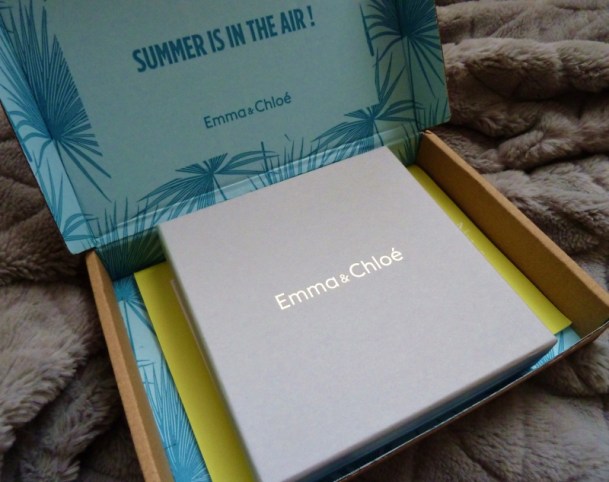 SUMMER IS IN THE AIR !
Emma & Chloé
Emma & Chloé